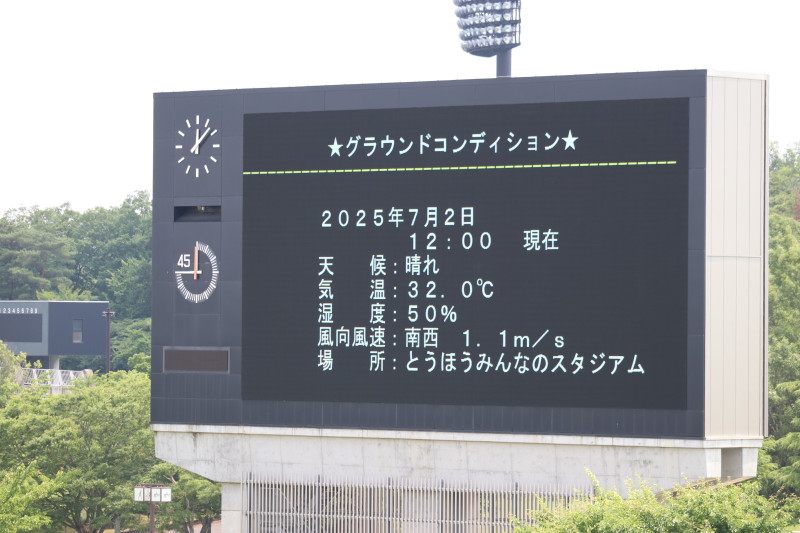 ★グラウンドコンディション★
2025年7月2日
12：00　現在
天　候：晴れ
気　温：32.0℃
湿　度：50%
風向風速：南西　1.1m／s
場　所：とうほうみんなのスタジアム
45